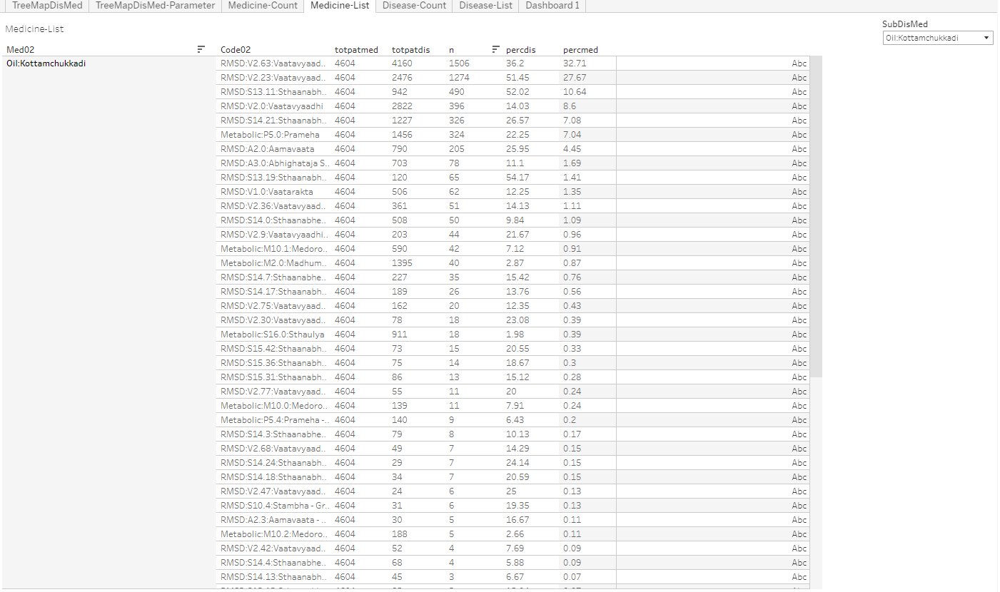 TreeMapDisMed TreeMapDisMed-Parameter Medicine-Count Medicine-List Disease-Count Disease-List Dashboard 1
Medicine-List
SubDisMed
Oil:Kottamchukkadi
Med02 Code02 totpatmed totpatdis n percdis percmed
Oil:Kottamchukkadi RMSD:V2.63:Vaatavyaad.. 4604 4160 1506 36.2 32.71 Abc
RMSD:V2.23:Vaatavyaad.. 4604 2476 1274 51.45 27.67 Abc
RMSD:S13.11:Sthaanabh.. 4604 942 490 52.02 10.64 Abc
RMSD:V2.0:Vaatavyaadhi 4604 2822 396 14.03 8.6 Abc
RMSD:S14.21:Sthaanabh.. 4604 1227 326 26.57 7.08 Abc
Metabolic:P5.0:Prameha 4604 1456 324 22.25 7.04 Abc
RMSD:A2.0:Aamavaata 4604 790 205 25.95 4.45 Abc
RMSD:A3.0:Abhighataja S.. 4604 703 78 11.1 1.69 Abc
RMSD:S13.19:Sthaanabh.. 4604 120 65 54.17 1.41 Abc
RMSD:V1.0:Vaatarakta 4604 506 62 12.25 1.35 Abc
RMSD:V2.36:Vaatavyaad.. 4604 361 51 14.13 1.11 Abc
RMSD:S14.0:Sthaanabhe.. 4604 508 50 9.84 1.09 Abc
RMSD:V2.9:Vaatavyaadhi.. 4604 203 44 21.67 0.96 Abc
Metabolic:M10.1:Medoro.. 4604 590 42 7.12 0.91 Abc
Metabolic:M2.0:Madhum.. 4604 1395 40 2.87 0.87 Abc
RMSD:S14.7:Sthaanabhe.. 4604 227 35 15.42 0.76 Abc
RMSD:S14.17:Sthaanabh.. 4604 189 26 13.76 0.56 Abc
RMSD:V2.75:Vaatavyaad.. 4604 162 20 12.35 0.43 Abc
RMSD:V2.30:Vaatavyaad.. 4604 78 18 23.08 0.39 Abc
Metabolic:S16.0:Sthaulya 4604 911 18 1.98 0.39 Abc
RMSD:S15.42:Sthaanabh.. 4604 73 15 20.55 0.33 Abc
RMSD:S15.36:Sthaanabh.. 4604 75 14 18.67 0.3 Abc
RMSD:S15.31:Sthaanabh.. 4604 86 13 15.12 0.28 Abc
RMSD:V2.77:Vaatavyaad.. 4604 55 11 20 0.24 Abc
Metabolic:M10.0:Medoro.. 4604 139 11 7.91 0.24 Abc
Metabolic:P5.4:Prameha -.. 4604 140 9 6.43 0.2 Abc
RMSD:S14.3:Sthaanabhe.. 4604 79 8 10.13 0.17 Abc
RMSD:V2.68:Vaatavyaad.. 4604 49 7 14.29 0.15 Abc
RMSD:S14.24:Sthaanabh.. 4604 29 7 24.14 0.15 Abc
RMSD:S14.18:Sthaanabh.. 4604 34 7 20.59 0.15 Abc
RMSD:V2.47:Vaatavyaad.. 4604 24 6 25 0.13 Abc
RMSD:S10.4:Stambha - Gr.. 4604 31 6 19.35 0.13 Abc
RMSD:A2.3:Aamavaata - .. 4604 30 5 16.67 0.11 Abc
Metabolic:M10.2:Medoro.. 4604 188 5 2.66 0.11 Abc
RMSD:V2.42:Vaatavyaad.. 4604 52 4 7.69 0.09 Abc
RMSD:S14.4:Sthaanabhe.. 4604 68 4 5.88 0.09 Abc
RMSD:S14.13:Sthaanabh.. 4604 45 3 6.67 0.07 Abc